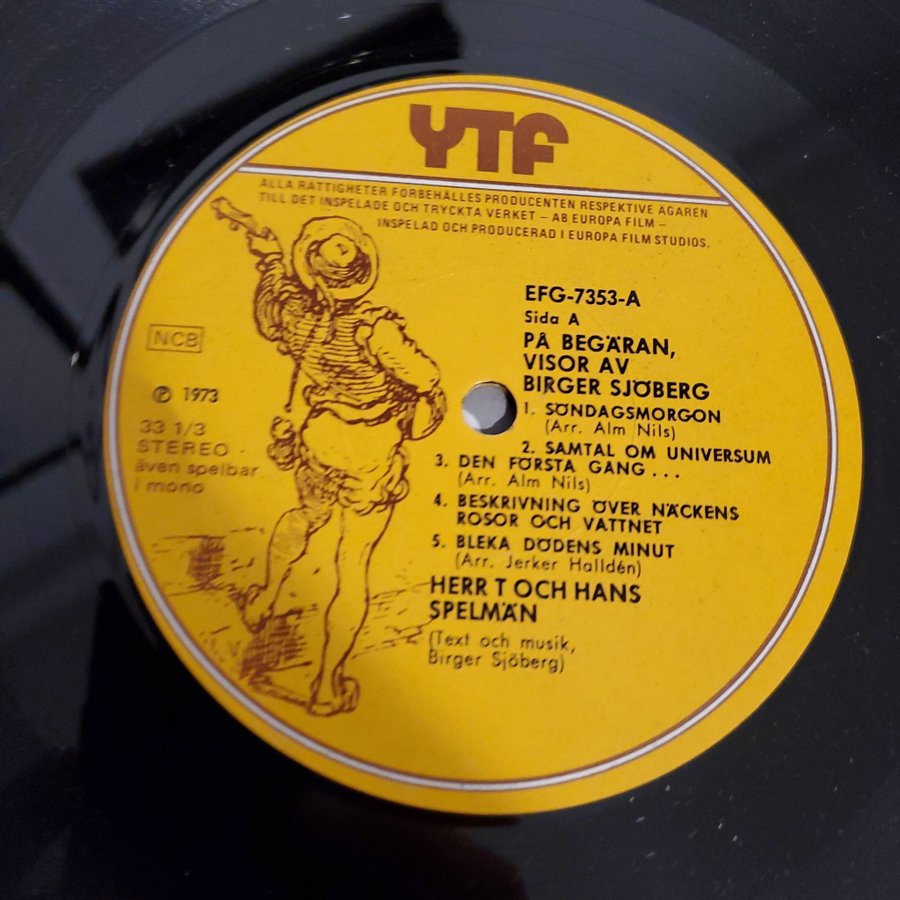 YTF
ALLA RÄTTIGHETER FÖRBEHÅLLES PRODUCENTEN RESPEKTIVE ÄGAREN
TILL DET INSPELADE OCH TRYCKTA VERKET – AB EUROPA FILM –
INSPELAD OCH PRODUCERAD I EUROPA FILM STUDIOS.
EFG-7353-A
Sida A
PÅ BEGÄRAN,
VISOR AV
BIRGER SJÖBERG
1. SÖNDAGSMORGON
(Arr. Alm Nils)
2. SAMTAL OM UNIVERSUM
3. DEN FÖRSTA GÅNG...
(Arr. Alm Nils)
4. BESKRIVNING ÖVER NÄCKENS
ROSOR OCH VATTNET
5. BLEKA DÖDENS MINUT
(Arr. Jerker Halldén)
HERR T OCH HANS
SPELMÄN
(Text och musik,
Birger Sjöberg)
NCB
℗ 1973
33 1/3
STEREO
även spelbar
i mono